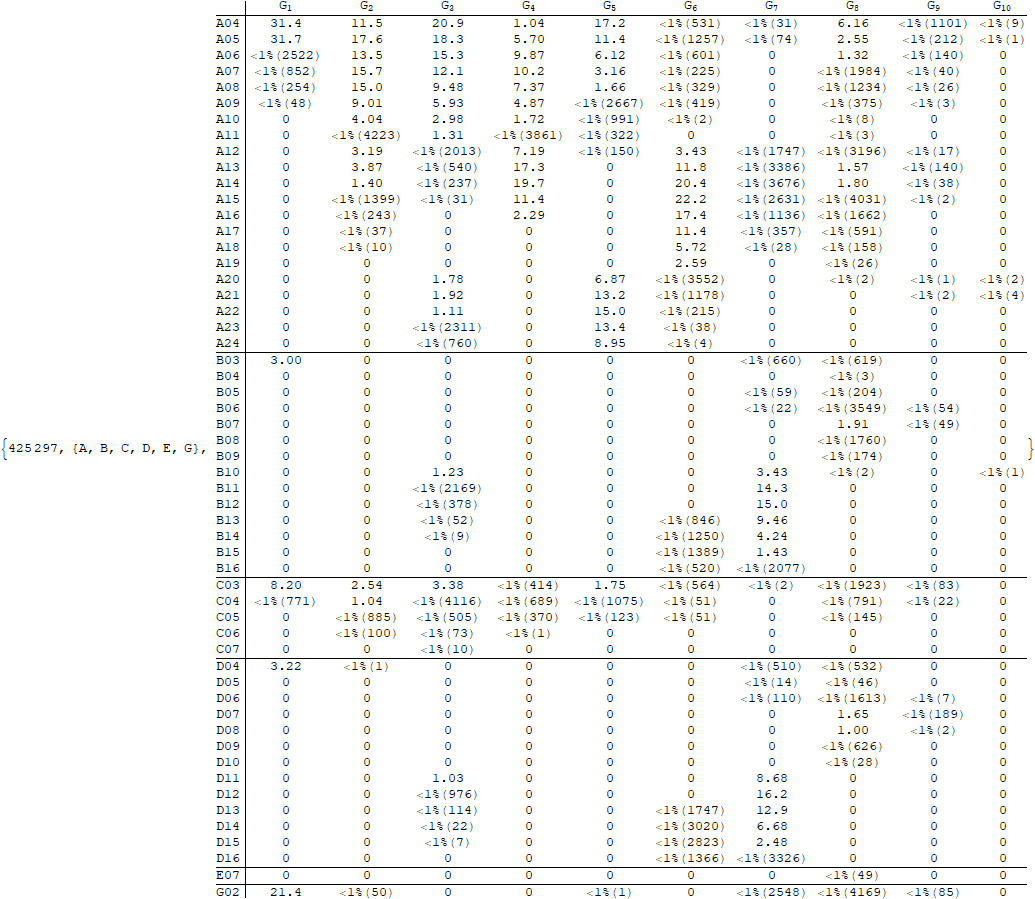 G1 G2 G3 G4 G5 G6 G7 G8 G9 G10
A04 31.4 11.5 20.9 1.04 17.2 <1%(531) <1%(31) 6.16 <1%(1101) <1%(9)
A05 31.7 17.6 18.3 5.70 11.4 <1%(1257) <1%(74) 2.55 <1%(212) <1%(1)
A06 <1%(2522) 13.5 15.3 9.87 6.12 <1%(601) 0 1.32 <1%(140) 0
A07 <1%(852) 15.7 12.1 10.2 3.16 <1%(225) 0 <1%(1984) <1%(40) 0
A08 <1%(254) 15.0 9.48 7.37 1.66 <1%(329) 0 <1%(1234) <1%(26) 0
A09 <1%(48) 9.01 5.93 4.87 <1%(2667) <1%(419) 0 <1%(375) <1%(3) 0
A10 0 4.04 2.98 1.72 <1%(991) <1%(2) 0 <1%(8) 0 0
A11 0 <1%(4223) 1.31 <1%(3861) <1%(322) 0 0 <1%(3) 0 0
A12 0 3.19 <1%(2013) 7.19 <1%(150) 3.43 <1%(1747) <1%(3196) <1%(17) 0
A13 0 3.87 <1%(540) 17.3 0 11.8 <1%(3386) 1.57 <1%(140) 0
A14 0 1.40 <1%(237) 19.7 0 20.4 <1%(3676) 1.80 <1%(38) 0
A15 0 <1%(1399) <1%(31) 11.4 0 22.2 <1%(2631) <1%(4031) <1%(2) 0
A16 0 <1%(243) 0 2.29 0 17.4 <1%(1136) <1%(1662) 0 0
A17 0 <1%(37) 0 0 0 11.4 <1%(357) <1%(591) 0 0
A18 0 <1%(10) 0 0 0 5.72 <1%(28) <1%(158) 0 0
A19 0 0 0 0 0 2.59 0 <1%(26) 0 0
A20 0 0 1.78 0 6.87 <1%(3552) 0 <1%(2) <1%(1) <1%(2)
A21 0 0 1.92 0 13.2 <1%(1178) 0 0 <1%(2) <1%(4)
A22 0 0 1.11 0 15.0 <1%(215) 0 0 0 0
A23 0 0 <1%(2311) 0 13.4 <1%(38) 0 0 0 0
A24 0 0 <1%(760) 0 8.95 <1%(4) 0 0 0 0
B03 3.00 0 0 0 0 0 <1%(660) <1%(619) 0 0
B04 0 0 0 0 0 0 0 <1%(3) 0 0
B05 0 0 0 0 0 0 <1%(59) <1%(204) 0 0
B06 0 0 0 0 0 0 <1%(22) <1%(3549) <1%(54) 0
B07 0 0 0 0 0 0 0 1.91 <1%(49) 0
{425297, {A, B, C, D, E, G}, B08 0 0 0 0 0 0 0 <1%(1760) 0 0 }
B09 0 0 0 0 0 0 0 <1%(174) 0 0
B10 0 0 1.23 0 0 0 3.43 <1%(2) 0 <1%(1)
B11 0 0 <1%(2169) 0 0 0 14.3 0 0 0
B12 0 0 <1%(378) 0 0 0 15.0 0 0 0
B13 0 0 <1%(52) 0 0 <1%(846) 9.46 0 0 0
B14 0 0 <1%(9) 0 0 <1%(1250) 4.24 0 0 0
B15 0 0 0 0 0 <1%(1389) 1.43 0 0 0
B16 0 0 0 0 0 <1%(520) <1%(2077) 0 0 0
C03 8.20 2.54 3.38 <1%(414) 1.75 <1%(564) <1%(2) <1%(1923) <1%(83) 0
C04 <1%(771) 1.04 <1%(4116) <1%(689) <1%(1075) <1%(51) 0 <1%(791) <1%(22) 0
C05 0 <1%(885) <1%(505) <1%(370) <1%(123) <1%(51) 0 <1%(145) 0 0
C06 0 <1%(100) <1%(73) <1%(1) 0 0 0 0 0 0
C07 0 0 <1%(10) 0 0 0 0 0 0 0
D04 3.22 <1%(1) 0 0 0 0 <1%(510) <1%(532) 0 0
D05 0 0 0 0 0 0 <1%(14) <1%(46) 0 0
D06 0 0 0 0 0 0 <1%(110) <1%(1613) <1%(7) 0
D07 0 0 0 0 0 0 0 1.65 <1%(189) 0
D08 0 0 0 0 0 0 0 1.00 <1%(2) 0
D09 0 0 0 0 0 0 0 <1%(626) 0 0
D10 0 0 0 0 0 0 0 <1%(28) 0 0
D11 0 0 1.03 0 0 0 8.68 0 0 0
D12 0 0 <1%(976) 0 0 0 16.2 0 0 0
D13 0 0 <1%(114) 0 0 <1%(1747) 12.9 0 0 0
D14 0 0 <1%(22) 0 0 <1%(3020) 6.68 0 0 0
D15 0 0 <1%(7) 0 0 <1%(2823) 2.48 0 0 0
D16 0 0 0 0 0 <1%(1366) <1%(3326) 0 0 0
E07 0 0 0 0 0 0 0 <1%(49) 0 0
G02 21.4 <1%(50) 0 0 <1%(1) 0 <1%(2548) <1%(4169) <1%(85) 0